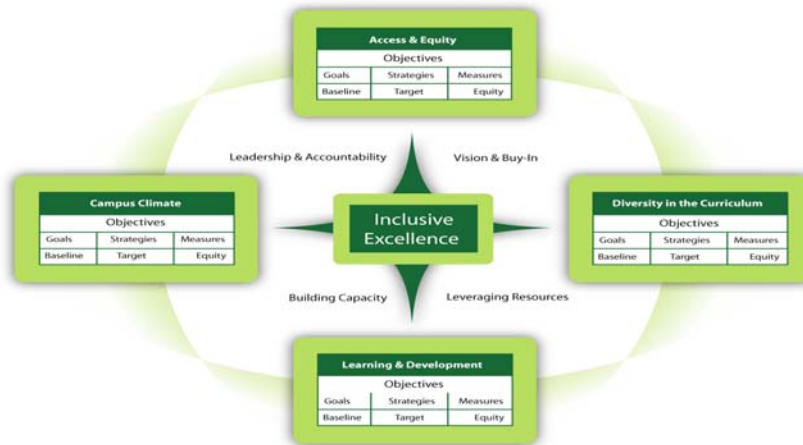 Access & Equity
Objectives
Goals Strategies Measures
Baseline Target Equity
Leadership & Accountability Vision & Buy-In
Campus Climate
Objectives
Goals Strategies Measures
Baseline Target Equity
Inclusive
Excellence
Diversity in the Curriculum
Objectives
Goals Strategies Measures
Baseline Target Equity
Building Capacity Leveraging Resources
Learning & Development
Objectives
Goals Strategies Measures
Baseline Target Equity